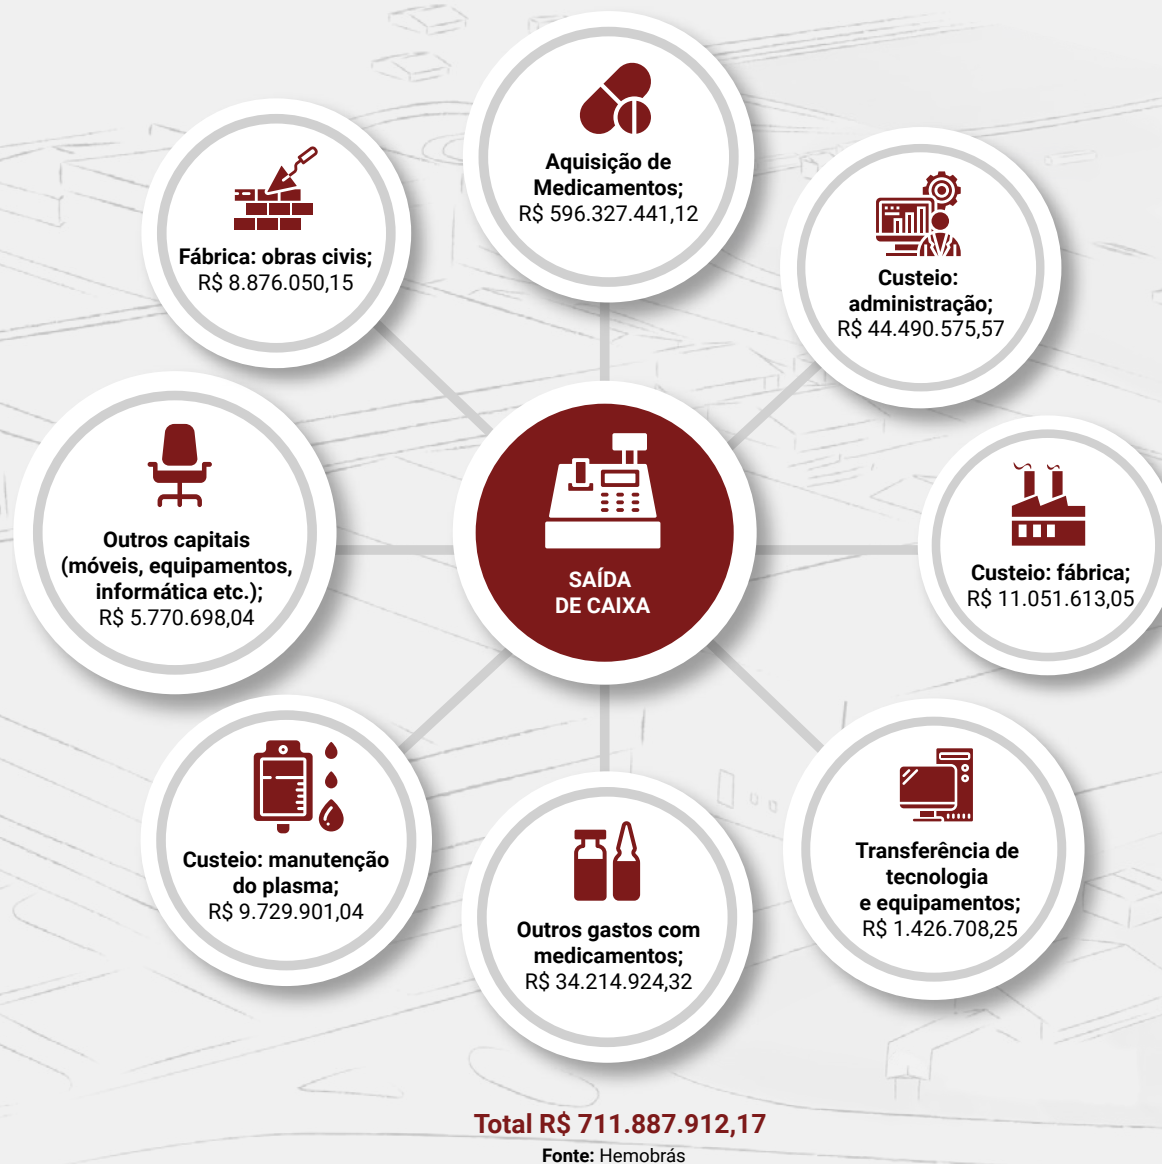 Aquisição de
Medicamentos;
R$ 596.327.441,12
Fábrica: obras civis;
R$ 8.876.050,15
Custeio:
administração;
R$ 44.490.575,57
Outros capitais
(móveis, equipamentos,
informática etc.);
R$ 5.770.698,04
SAÍDA
DE CAIXA
Custeio: fábrica;
R$ 11.051.613,05
Custeio: manutenção
do plasma;
R$ 9.729.901,04
Outros gastos com
medicamentos;
R$ 34.214.924,32
Transferência de
tecnologia
e equipamentos;
R$ 1.426.708,25
Total R$ 711.887.912,17
Fonte: Hemobrás